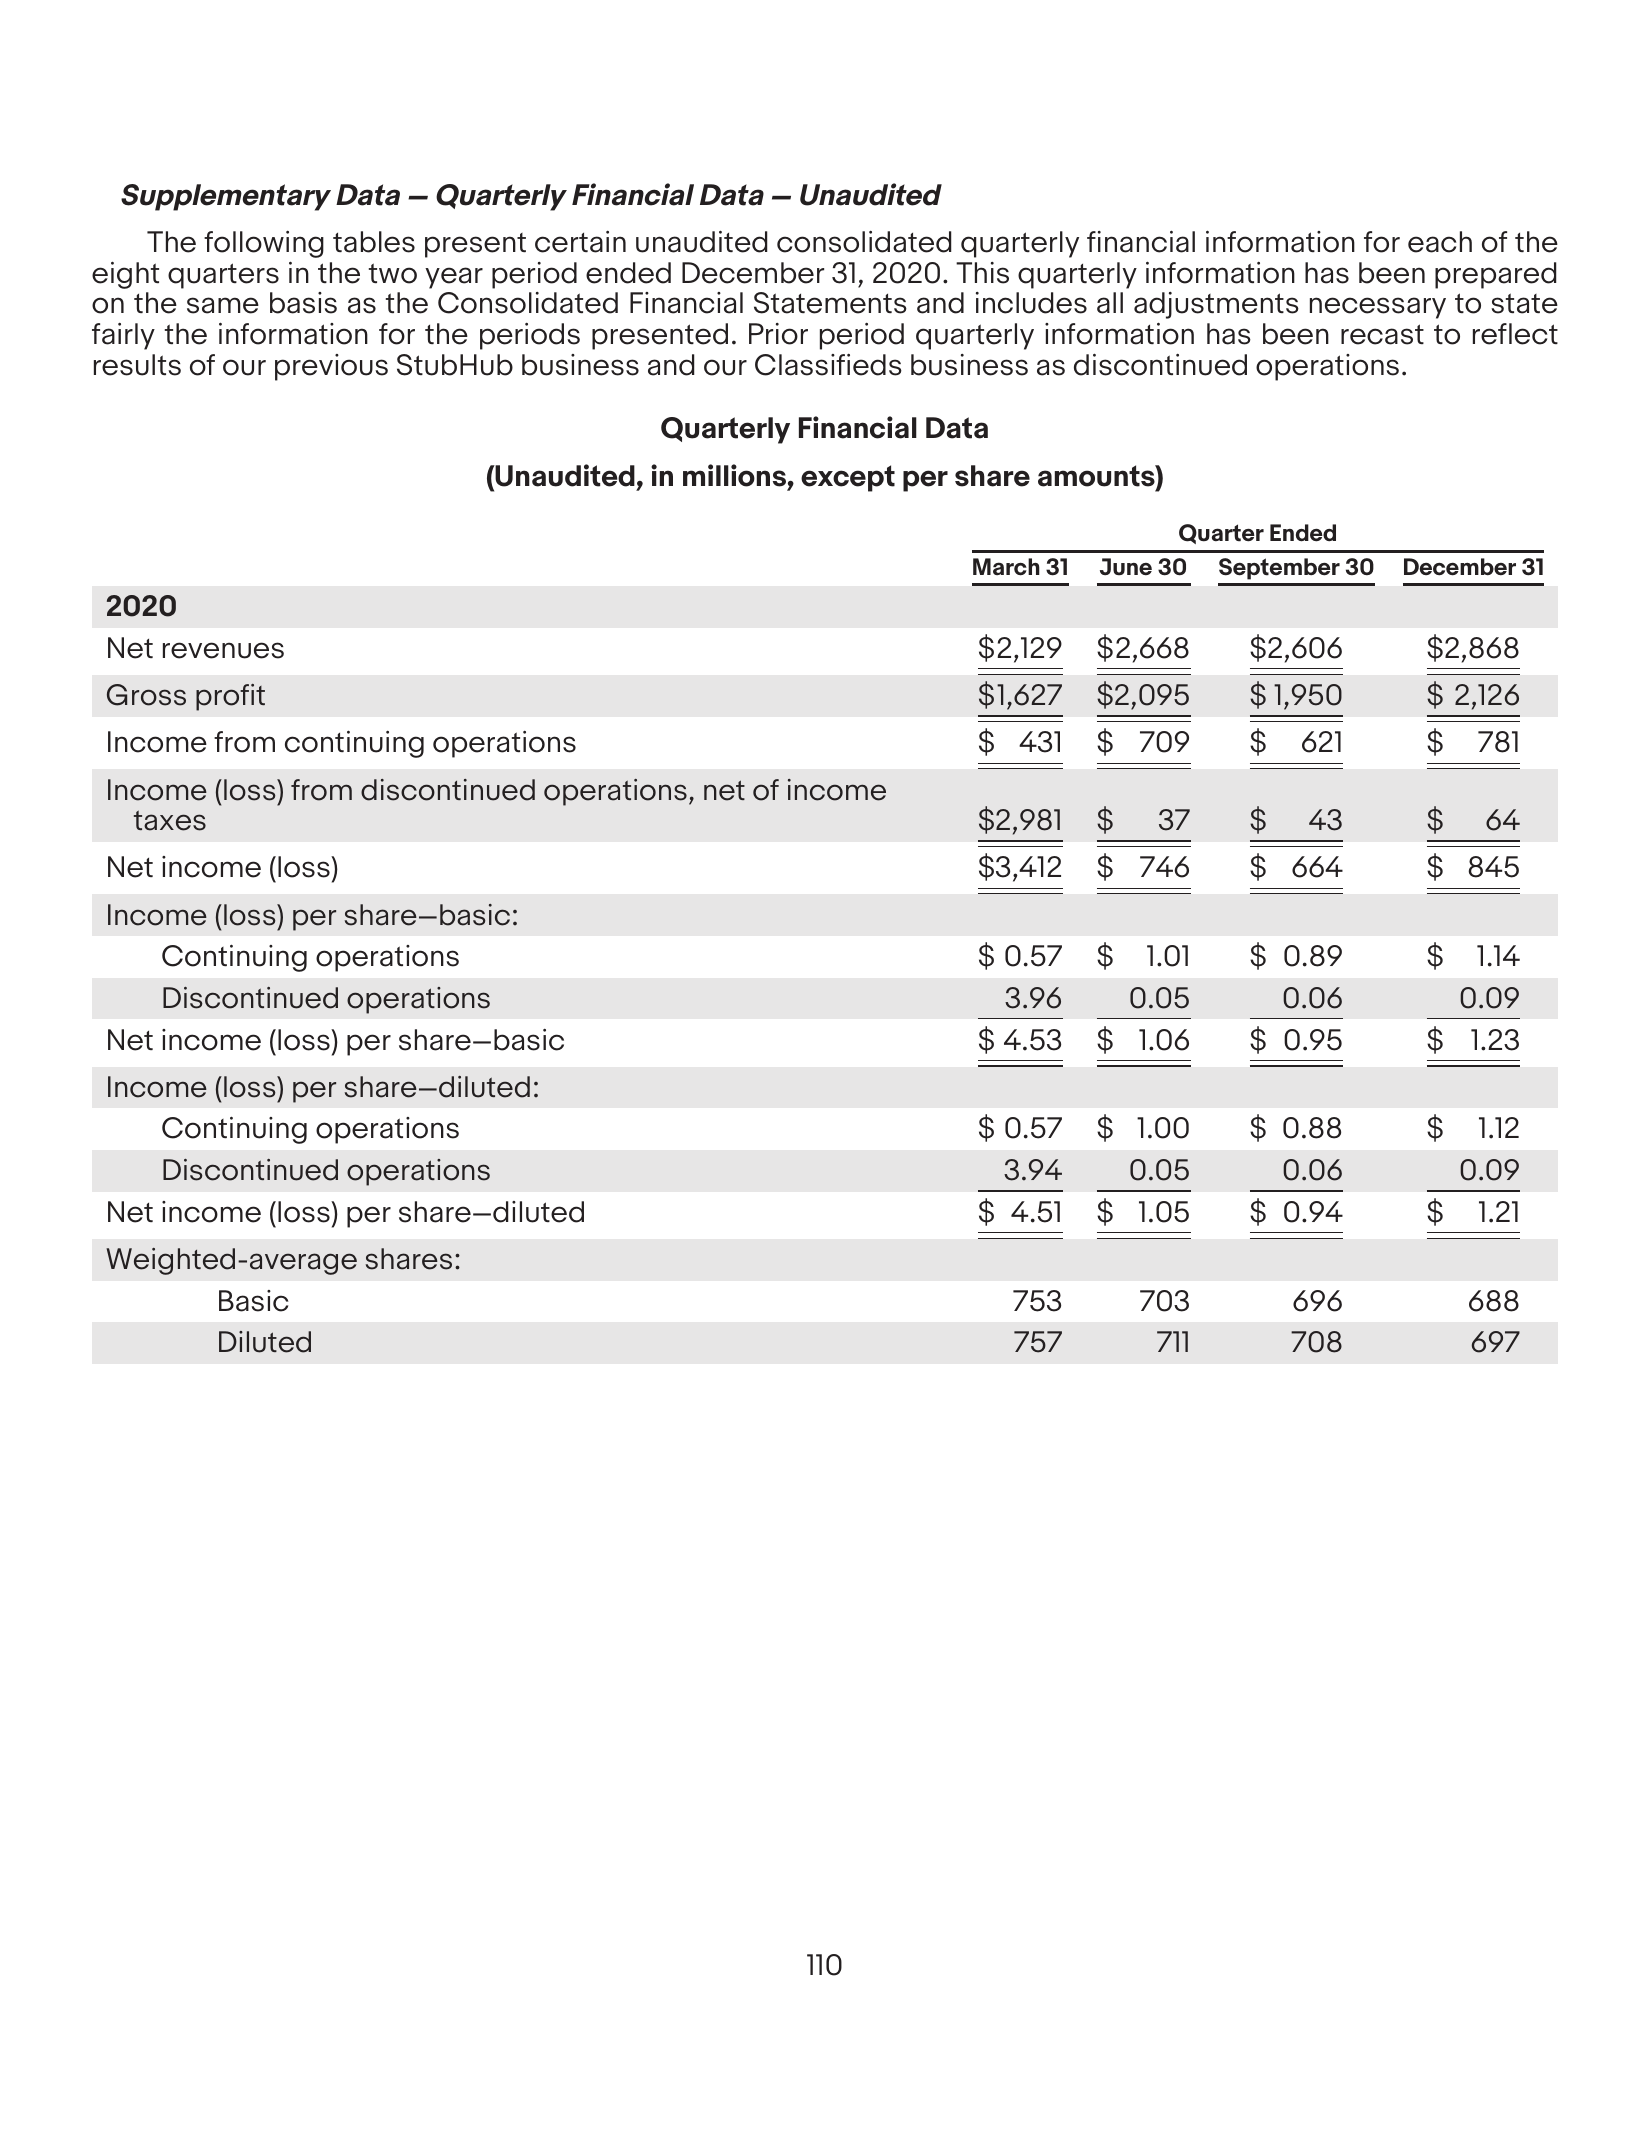 Supplementary Data — Quarterly Financial Data — Unaudited
The following tables present certain unaudited consolidated quarterly financial information for each of the
eight quarters in the two year period ended December 31, 2020. This quarterly information has been prepared
on the same basis as the Consolidated Financial Statements and includes all adjustments necessary to state
fairly the information for the periods presented. Prior period quarterly information has been recast to reflect
results of our previous StubHub business and our Classifieds business as discontinued operations.
Quarterly Financial Data
(Unaudited, in millions, except per share amounts)
Quarter Ended
March 31 June 30 September 30 December 31
2020
Net revenues $2,129 $2,668 $2,606 $2,868
Gross profit $1,627 $2,095 $ 1,950 $ 2,126
Income from continuing operations $ 431 $ 709 $ 621 $ 781
Income (loss) from discontinued operations, net of income
taxes $2,981 $ 37 $ 43 $ 64
Net income (loss) $3,412 $ 746 $ 664 $ 845
Income (loss) per share—basic:
Continuing operations $ 0.57 $ 1.01 $ 0.89 $ 1.14
Discontinued operations 3.96 0.05 0.06 0.09
Net income (loss) per share—basic $ 4.53 $ 1.06 $ 0.95 $ 1.23
Income (loss) per share—diluted:
Continuing operations $ 0.57 $ 1.00 $ 0.88 $ 1.12
Discontinued operations 3.94 0.05 0.06 0.09
Net income (loss) per share—diluted $ 4.51 $ 1.05 $ 0.94 $ 1.21
Weighted-average shares:
Basic 753 703 696 688
Diluted 757 711 708 697
110